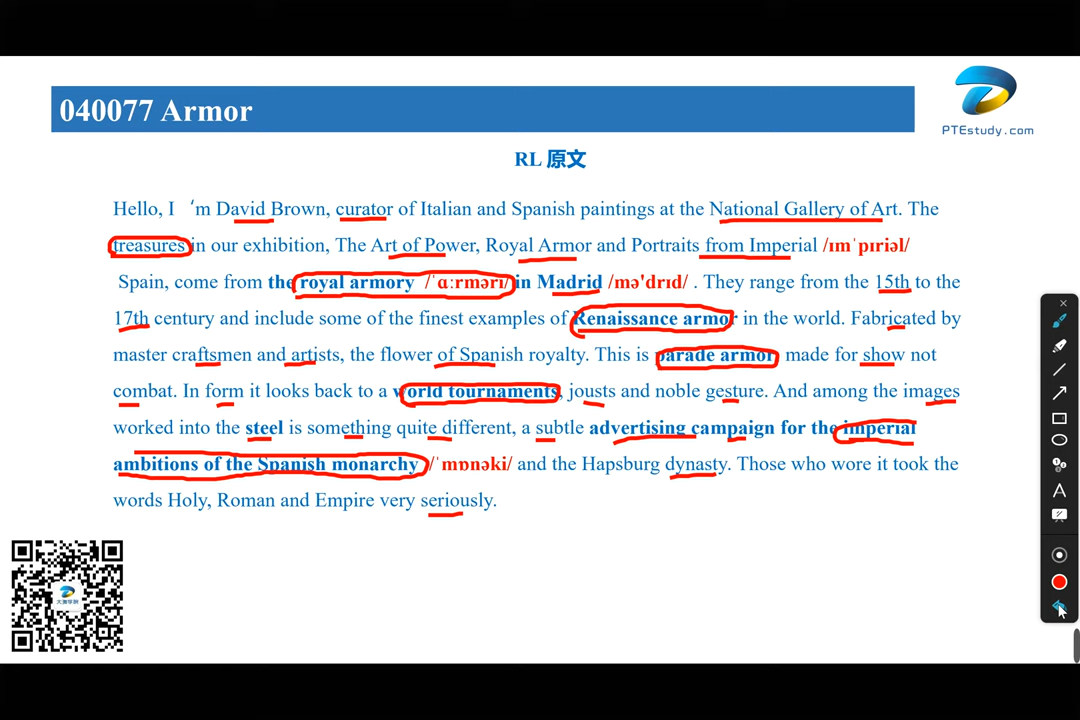 040077 Armor
PTEstudy.com
RL 原文
Hello, I ‘m David Brown, curator of Italian and Spanish paintings at the National Gallery of Art. The
treasures in our exhibition, The Art of Power, Royal Armor and Portraits from Imperial /ɪmˈpɪriəl/
Spain, come from the royal armory /ˈɑːrmərɪ/ in Madrid /mə'drɪd/ . They range from the 15th to the
17th century and include some of the finest examples of Renaissance armor in the world. Fabricated by
master craftsmen and artists, the flower of Spanish royalty. This is parade armor, made for show not
combat. In form it looks back to a world tournaments, jousts and noble gesture. And among the images
worked into the steel is something quite different, a subtle advertising campaign for the imperial
ambitions of the Spanish monarchy /ˈmɒnəki/ and the Hapsburg dynasty. Those who wore it took the
words Holy, Roman and Empire very seriously.